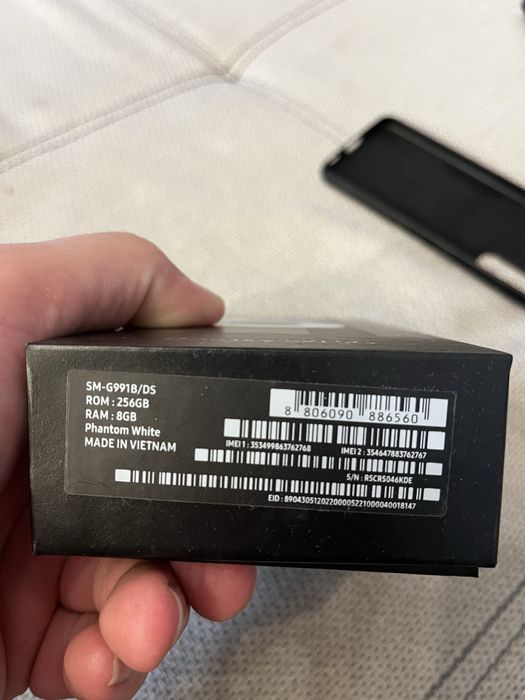 SM-G991B/DS
ROM : 256GB
RAM : 8GB
Phantom White
MADE IN VIETNAM
8 806090 886560
IMEI 1 : 353499863762768
IMEI 2 : 354647883762767
S/N : R5CR5046KDE
EID : 89043051202200005221000040018147